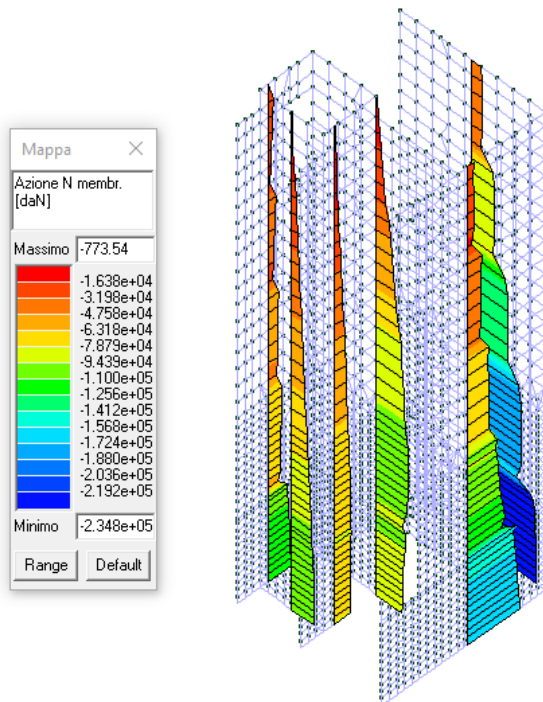 Mappa
Azione N membr.
[daN]
Massimo -773.54
-1.638e+04
-3.198e+04
-4.758e+04
-6.318e+04
-7.879e+04
-9.439e+04
-1.100e+05
-1.256e+05
-1.412e+05
-1.568e+05
-1.724e+05
-1.880e+05
-2.036e+05
-2.192e+05
Minimo -2.348e+05
Range Default